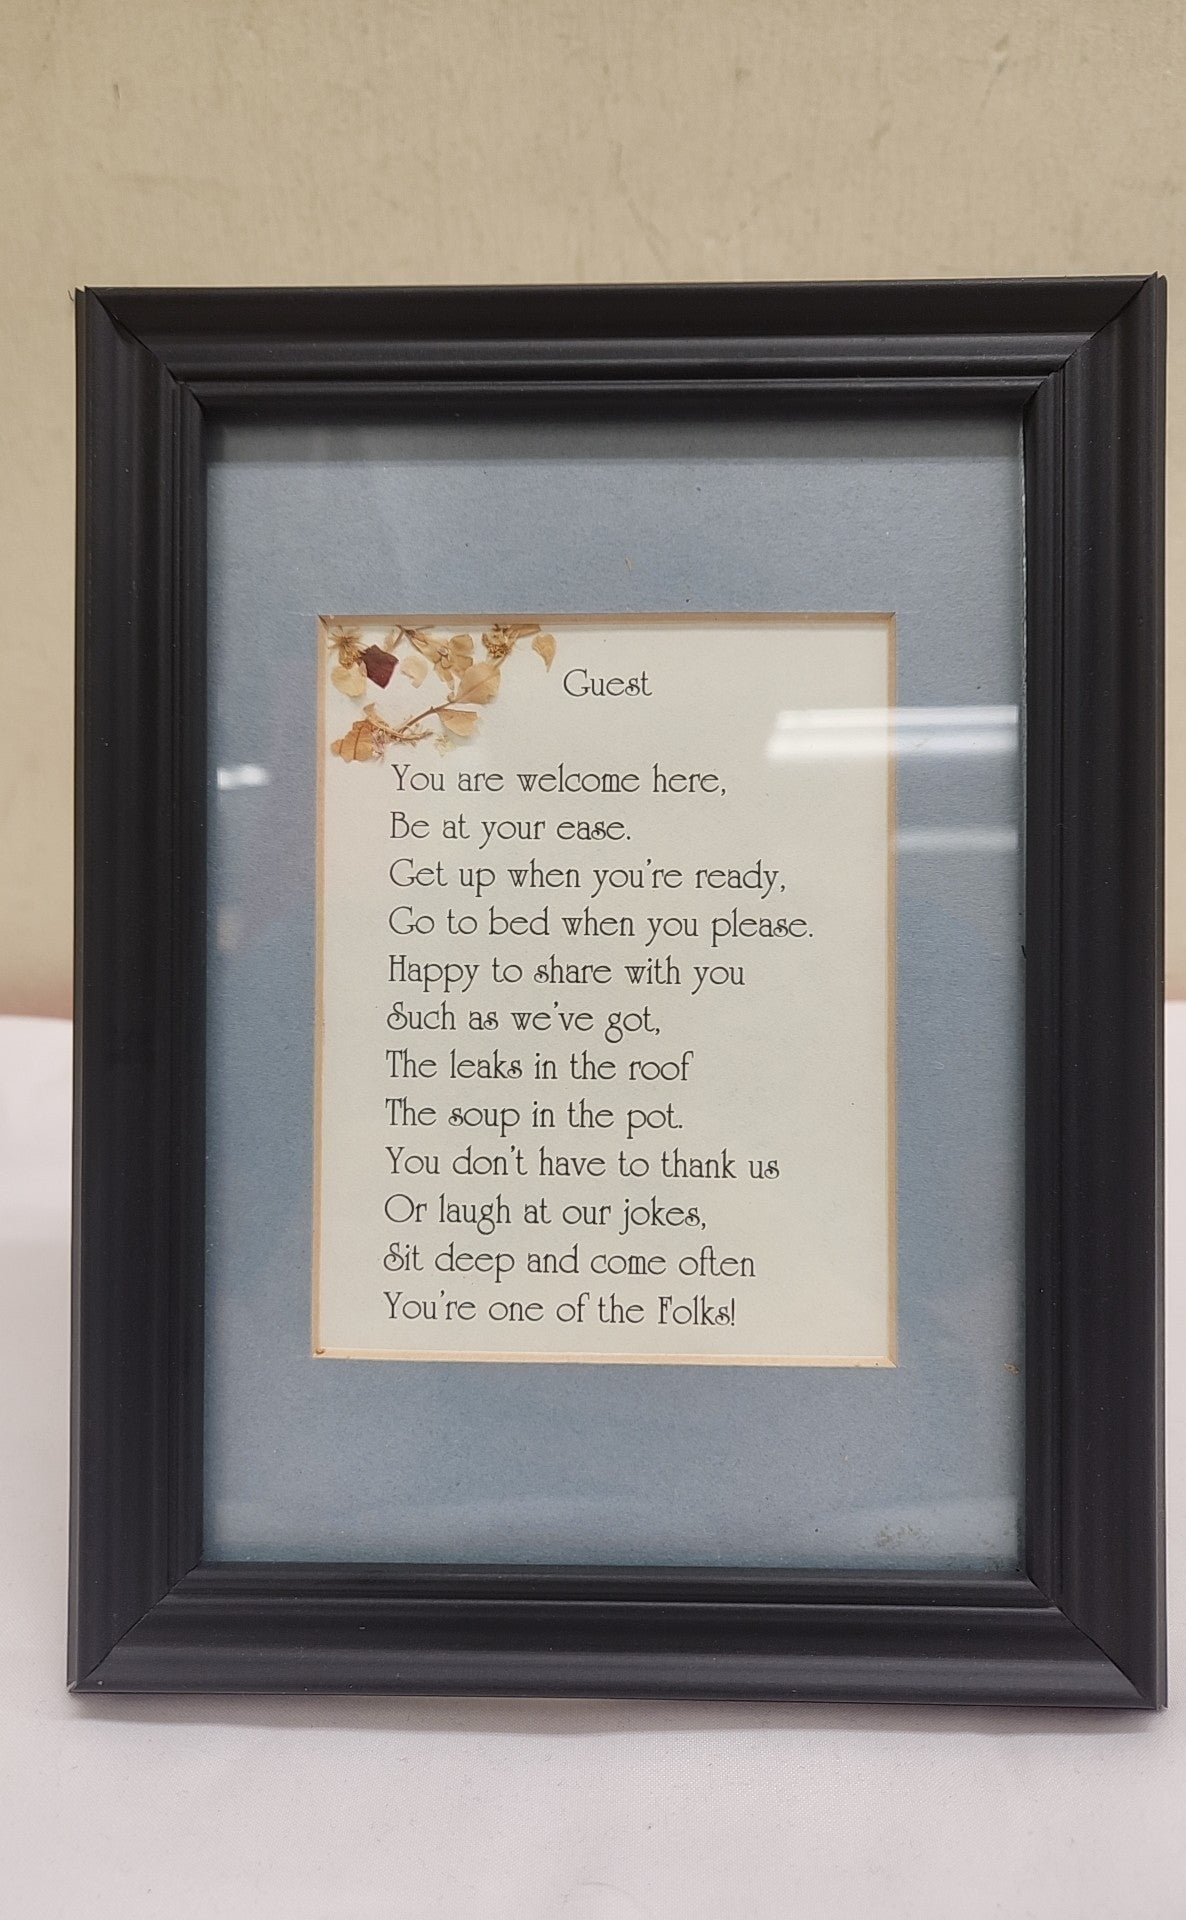 Guest
You are welcome here,
Be at your ease.
Get up when you're ready,
Go to bed when you please.
Happy to share with you
Such as we've got,
The leaks in the roof
The soup in the pot.
You don't have to thank us
Or laugh at our jokes,
Sit deep and come often
You're one of the Folks!